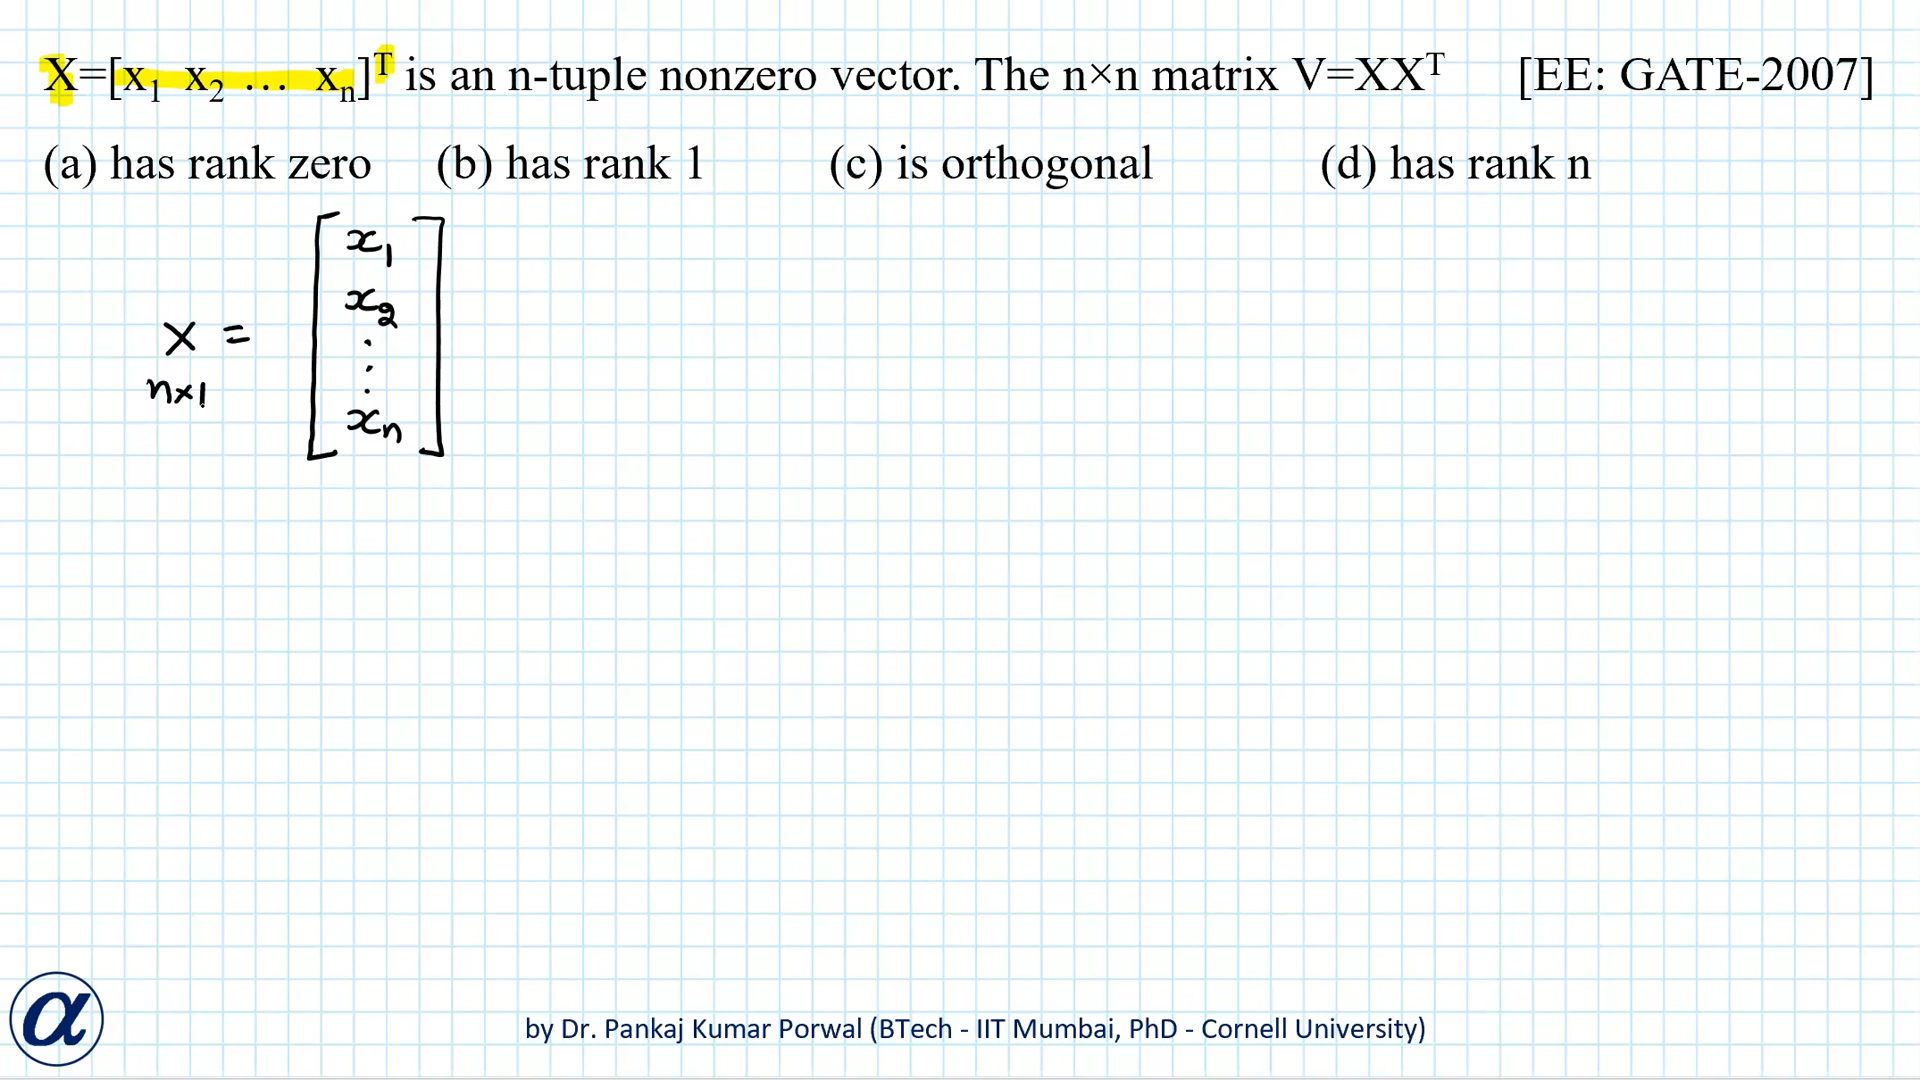 X=[x₁ x₂ … xₙ]ᵀ is an n-tuple nonzero vector. The n×n matrix V=XXᵀ [EE: GATE-2007]
(a) has rank zero (b) has rank 1 (c) is orthogonal (d) has rank n
x₁
x₂
X =
⋮
n×1
xₙ
α
by Dr. Pankaj Kumar Porwal (BTech - IIT Mumbai, PhD - Cornell University)